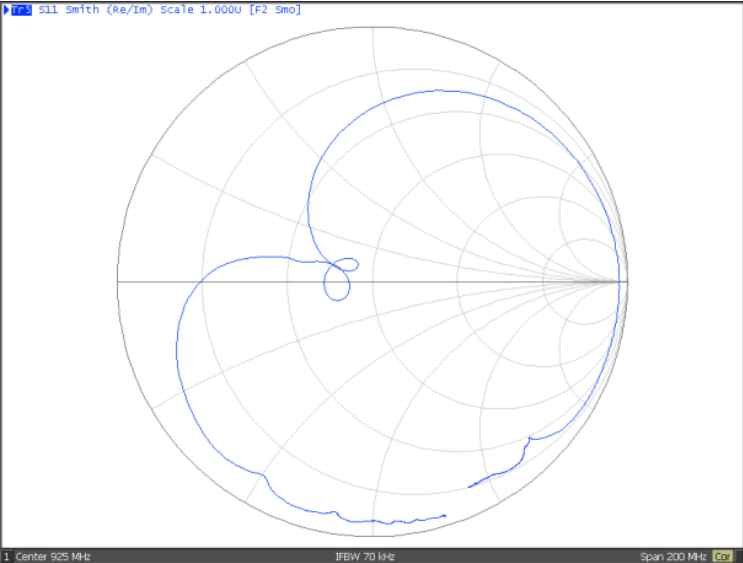 Tr3 S11 Smith (Re/Im) Scale 1.000U [F2 Smo]
1 Center 925 MHz IFBW 70 kHz Span 200 MHz Cor